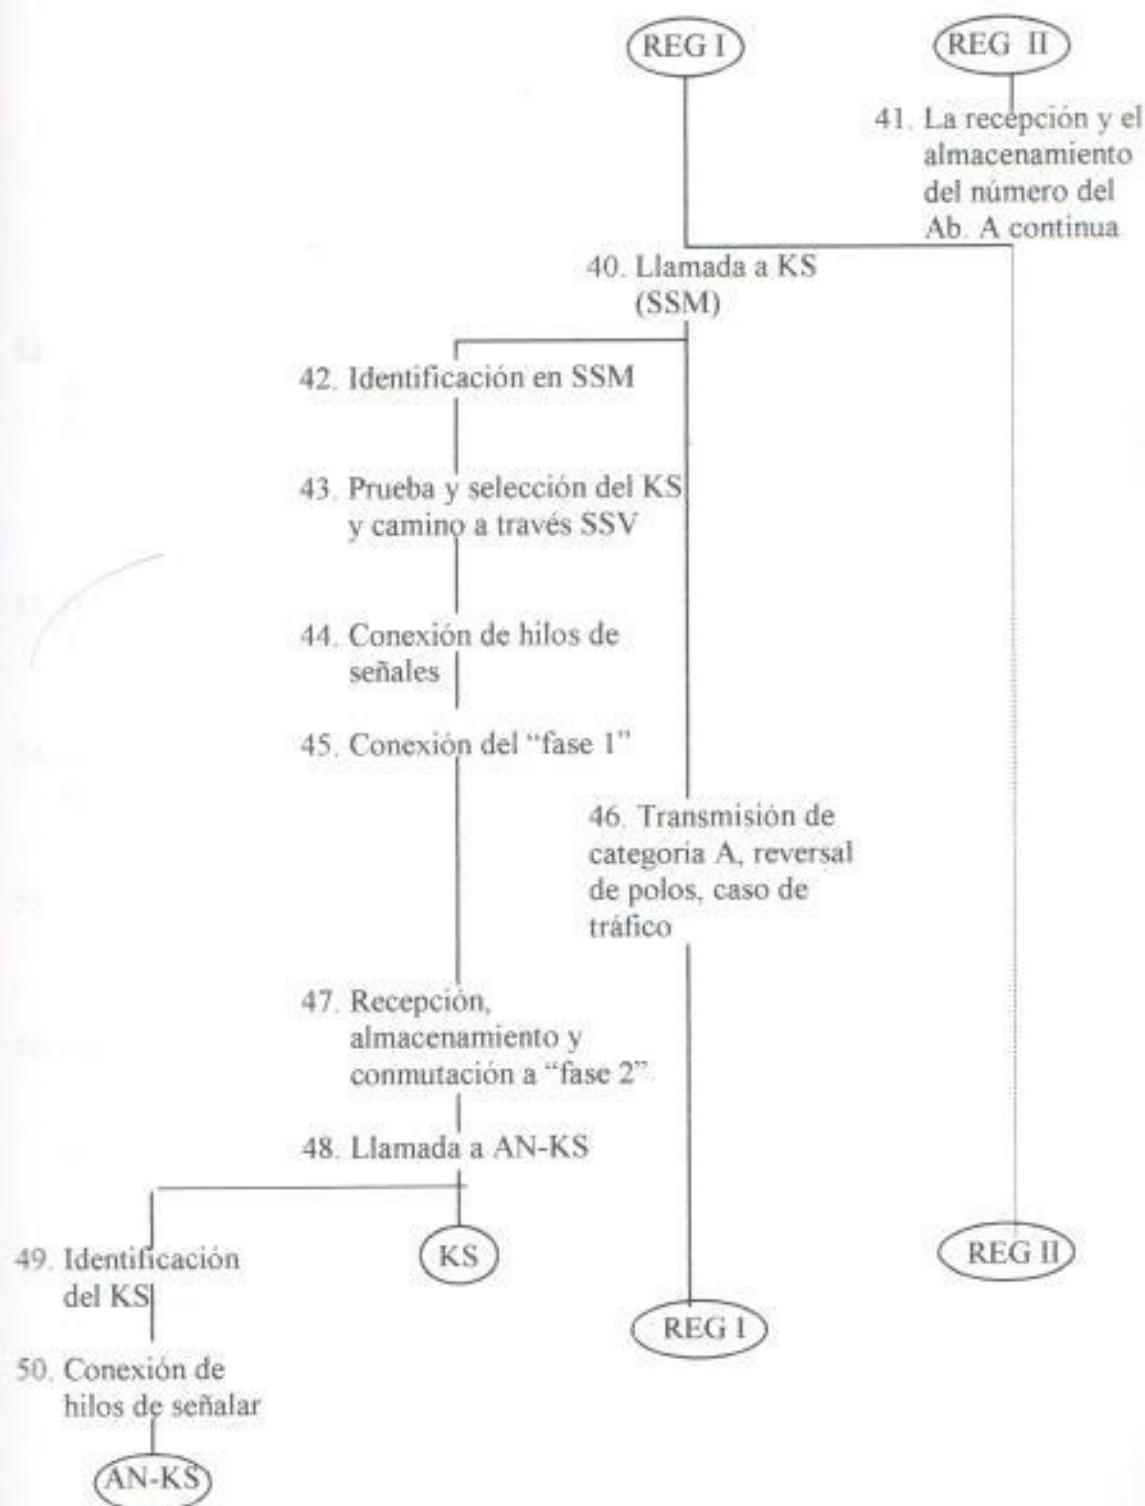 REG I
REG II
41. La recepción y el
almacenamiento
del número del
Ab. A continua
40. Llamada a KS
(SSM)
42. Identificación en SSM
43. Prueba y selección del KS
y camino a través SSV
44. Conexión de hilos de
señales
45. Conexión del “fase 1”
46. Transmisión de
categoria A, reversal
de polos, caso de
tráfico
47. Recepción,
almacenamiento y
conmutación a “fase 2”
48. Llamada a AN-KS
49. Identificación
del KS
KS
REG II
REG I
50. Conexión de
hilos de señalar
AN-KS